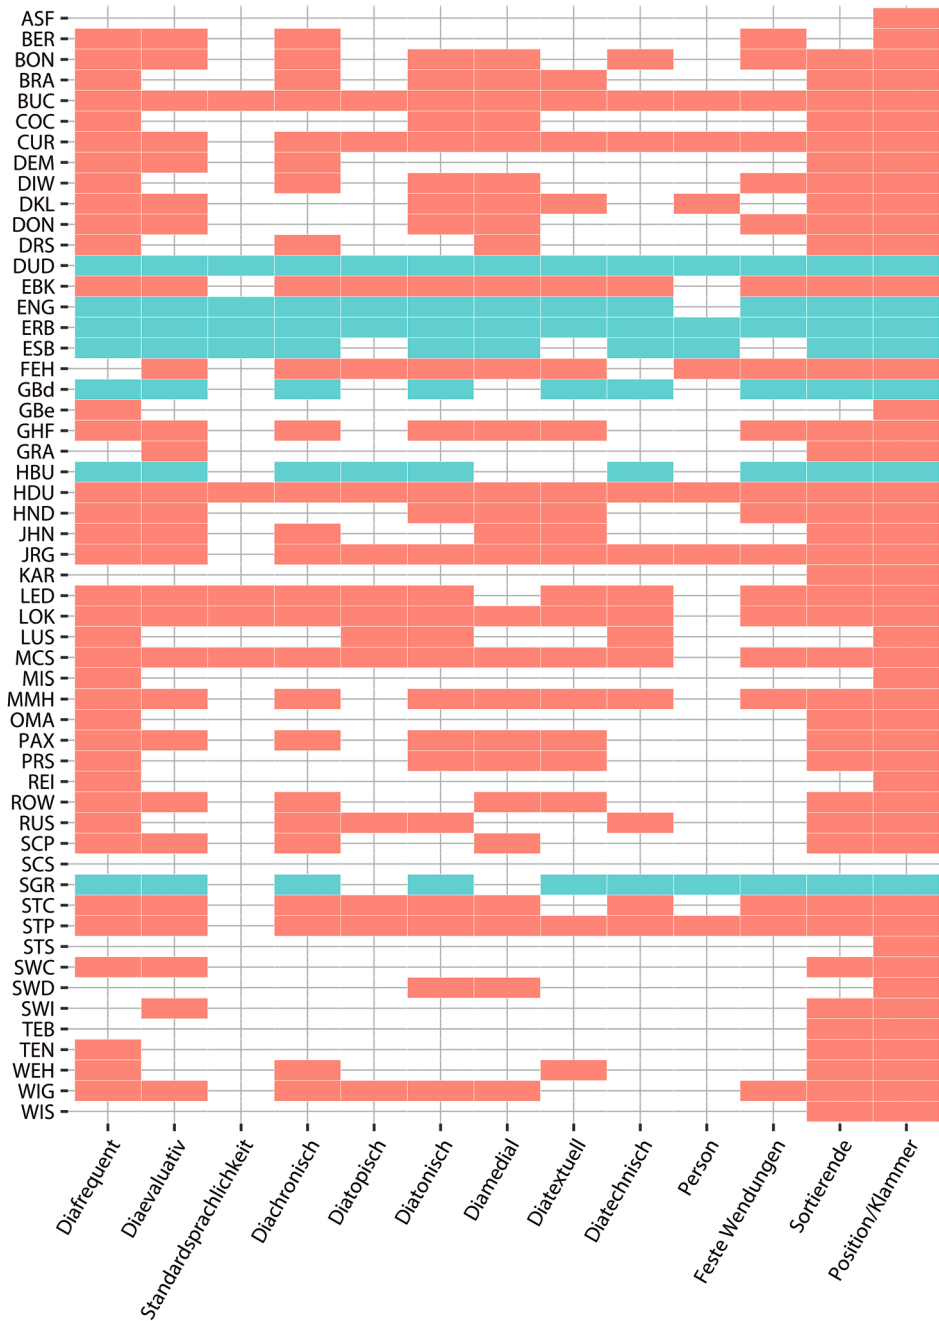 ASF
BER
BON
BRA
BUC
COC
CUR
DEM
DIW
DKL
DON
DRS
DUD
EBK
ENG
ERB
ESB
FEH
GBd
GBe
GHF
GRA
HBU
HDU
HND
JHN
JRG
KAR
LED
LOK
LUS
MCS
MIS
MMH
OMA
PAX
PRS
REI
ROW
RUS
SCP
SCS
SGR
STC
STP
STS
SWC
SWD
SWI
TEB
TEN
WEH
WIG
WIS
Diafrequent
Diaevaluativ
Standardsprachlichkeit
Diachronisch
Diatopisch
Diatonisch
Diamedial
Diatextuell
Diatechnisch
Person
Feste Wendungen
Sortierende
Position/Klammer